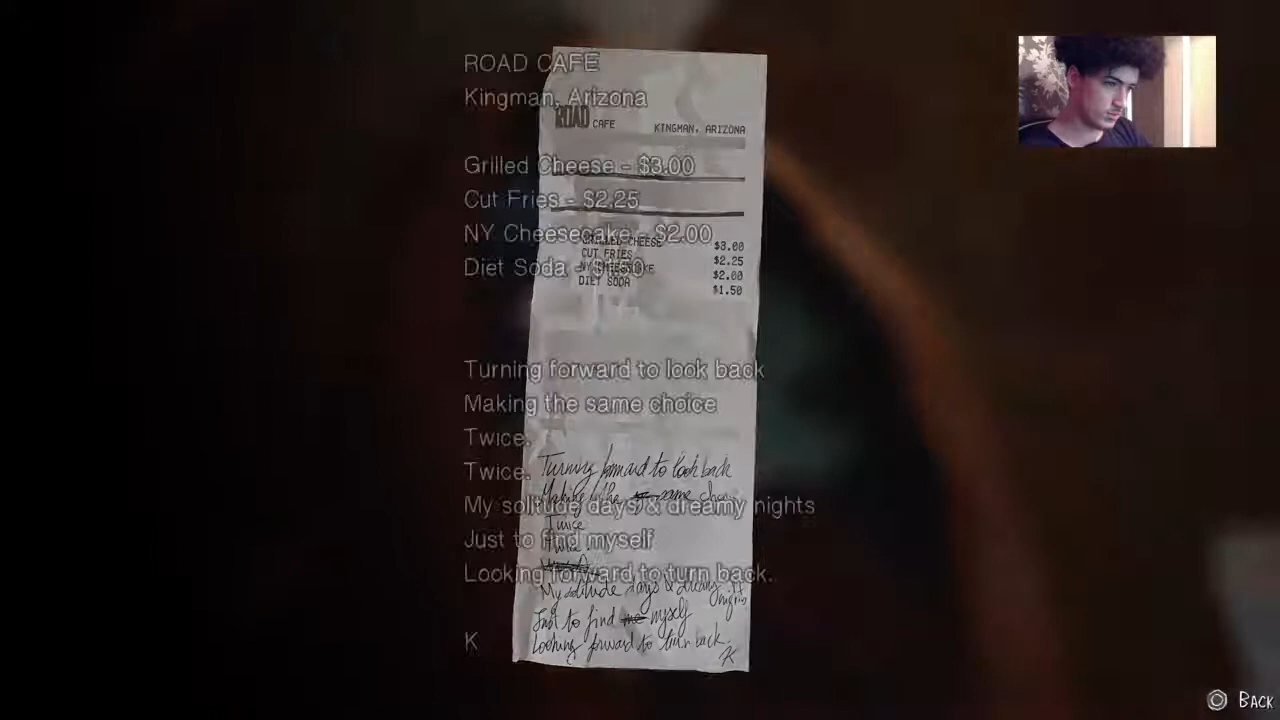 ROAD CAFE
Kingman, Arizona
ROAD CAFE KINGMAN, ARIZONA
Grilled Cheese - $3.00
Cut Fries - $2.25
NY Cheesecake - $2.00
Diet Soda - $1.50
GRILLED CHEESE $3.00
CUT FRIES $2.25
NY CHEESECAKE $2.00
DIET SODA $1.50
Turning forward to look back
Making the same choice
Twice.
Twice.
My solitude days & dreamy nights
Just to find myself
Looking forward to turn back.
K
Turning forward to look back
Making the same
Twice
Twice.
My solitude days & dreamy nights
Just to find me myself
Looking forward to turn back.
K
BACK